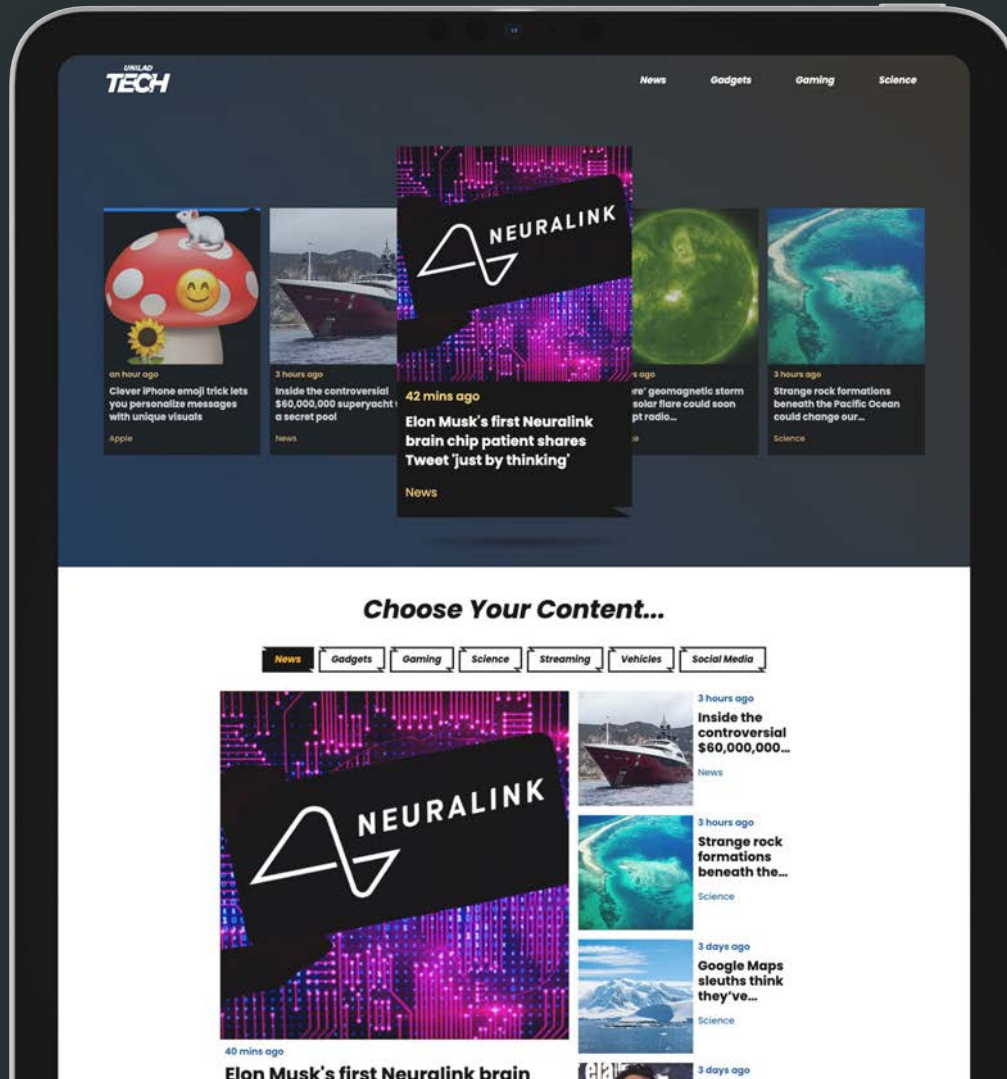 UNILAD
TECH
News
Gadgets
Gaming
Science
an hour ago
Clever iPhone emoji trick lets
you personalize messages
with unique visuals
Apple
3 hours ago
Inside the controversial
$60,000,000 superyacht
a secret pool
News
NEURALINK
42 mins ago
Elon Musk's first Neuralink
brain chip patient shares
Tweet 'just by thinking'
News
ago
geomagnetic storm
solar flare could soon
radio...
3 hours ago
Strange rock formations
beneath the Pacific Ocean
could change our...
Science
Choose Your Content...
News
Gadgets
Gaming
Science
Streaming
Vehicles
Social Media
NEURALINK
40 mins ago
Elon Musk's first Neuralink brain
3 hours ago
Inside the
controversial
$60,000,000...
News
3 hours ago
Strange rock
formations
beneath the...
Science
3 days ago
Google Maps
sleuths think
they've...
Science
3 days ago